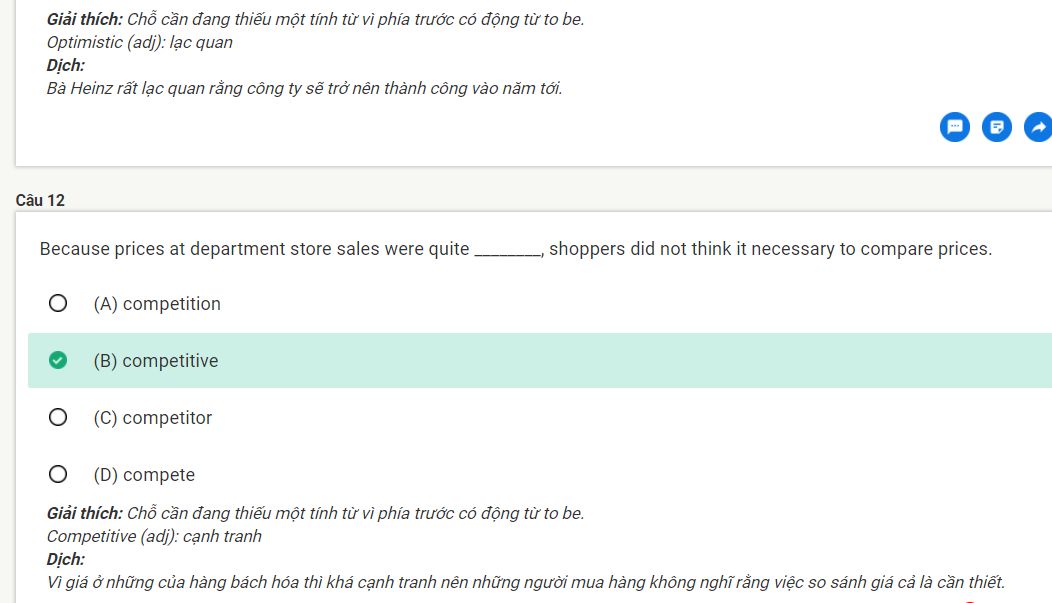 Giải thích: Chỗ cần đang thiếu một tính từ vì phía trước có động từ to be.
Optimistic (adj): lạc quan
Dịch:
Bà Heinz rất lạc quan rằng công ty sẽ trở nên thành công vào năm tới.
Câu 12
Because prices at department store sales were quite ________, shoppers did not think it necessary to compare prices.
(A) competition
(B) competitive
(C) competitor
(D) compete
Giải thích: Chỗ cần đang thiếu một tính từ vì phía trước có động từ to be.
Competitive (adj): cạnh tranh
Dịch:
Vì giá ở những của hàng bách hóa thì khá cạnh tranh nên những người mua hàng không nghĩ rằng việc so sánh giá cả là cần thiết.